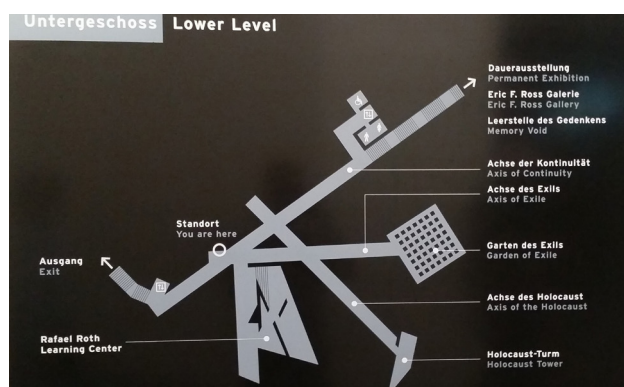 Untergeschoss Lower Level
Dauerausstellung
Permanent Exhibition
Eric F. Ross Galerie
Eric F. Ross Gallery
Leerstelle des Gedenkens
Memory Void
Achse der Kontinuität
Axis of Continuity
Achse des Exils
Axis of Exile
Standort
You are here
Garten des Exils
Garden of Exile
Ausgang
Exit
Achse des Holocaust
Axis of the Holocaust
Rafael Roth
Learning Center
Holocaust-Turm
Holocaust Tower